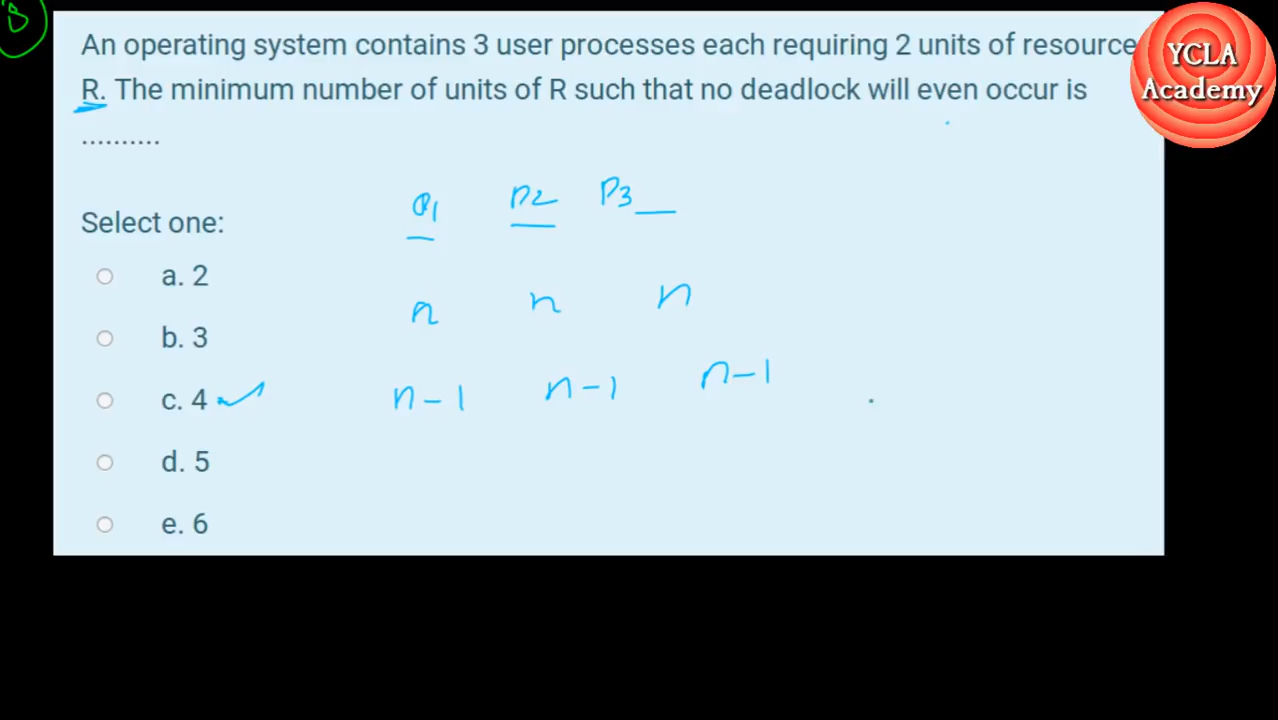 An operating system contains 3 user processes each requiring 2 units of resource
R. The minimum number of units of R such that no deadlock will even occur is
..........
YCLA
Academy
P1 P2 P3
Select one:
a. 2
n n n
b. 3
n-1 n-1 n-1
c. 4
d. 5
e. 6